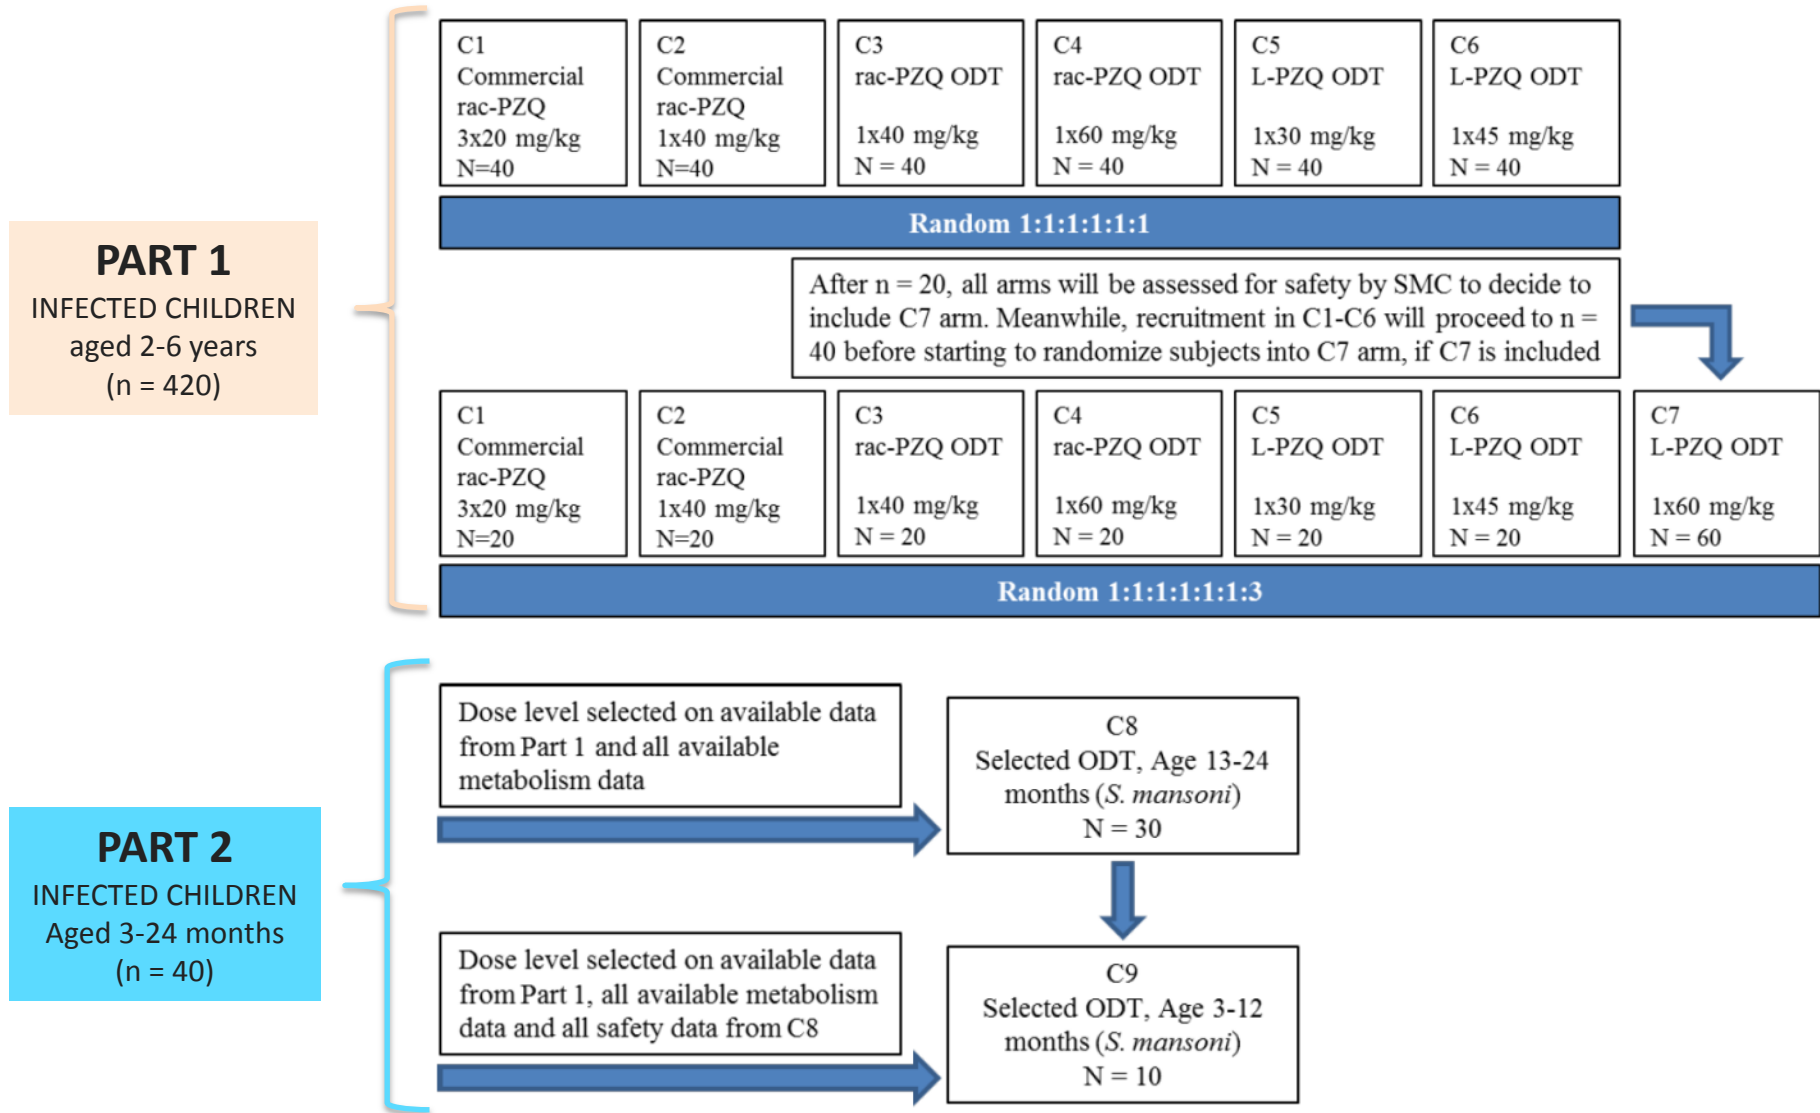 PART 1
INFECTED CHILDREN
aged 2-6 years
(n = 420)
C1
Commercial
rac-PZQ
3x20 mg/kg
N=40
C2
Commercial
rac-PZQ
1x40 mg/kg
N=40
C3
rac-PZQ ODT
1x40 mg/kg
N = 40
C4
rac-PZQ ODT
1x60 mg/kg
N = 40
C5
L-PZQ ODT
1x30 mg/kg
N = 40
C6
L-PZQ ODT
1x45 mg/kg
N = 40
Random 1:1:1:1:1:1
After n = 20, all arms will be assessed for safety by SMC to decide to
include C7 arm. Meanwhile, recruitment in C1-C6 will proceed to n =
40 before starting to randomize subjects into C7 arm, if C7 is included
C1
Commercial
rac-PZQ
3x20 mg/kg
N=20
C2
Commercial
rac-PZQ
1x40 mg/kg
N=20
C3
rac-PZQ ODT
1x40 mg/kg
N = 20
C4
rac-PZQ ODT
1x60 mg/kg
N = 20
C5
L-PZQ ODT
1x30 mg/kg
N = 20
C6
L-PZQ ODT
1x45 mg/kg
N = 20
C7
L-PZQ ODT
1x60 mg/kg
N = 60
Random 1:1:1:1:1:1:3
PART 2
INFECTED CHILDREN
Aged 3-24 months
(n = 40)
Dose level selected on available data
from Part 1 and all available
metabolism data
C8
Selected ODT, Age 13-24
months (S. mansoni)
N = 30
Dose level selected on available data
from Part 1, all available metabolism
data and all safety data from C8
C9
Selected ODT, Age 3-12
months (S. mansoni)
N = 10